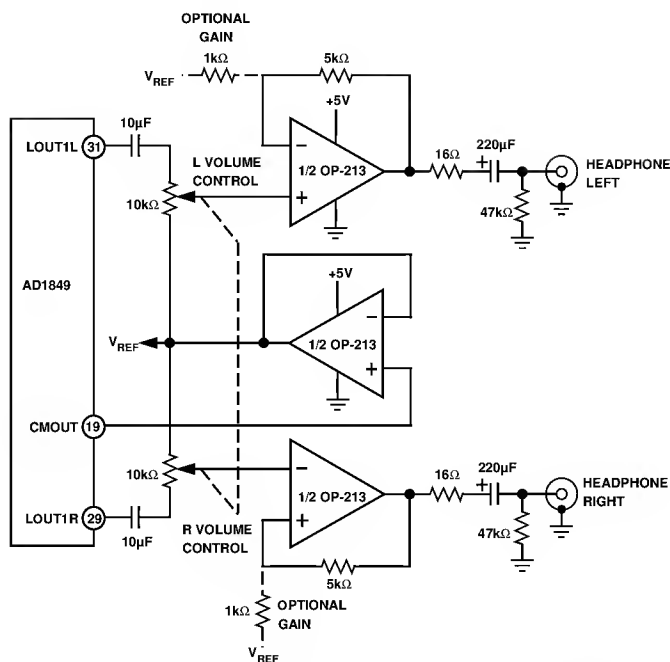 OPTIONAL
GAIN
1kΩ
5kΩ
VREF
+5V
10µF
LOUT1L
31
L VOLUME
CONTROL
−
1/2 OP-213
+
16Ω
220µF
+
HEADPHONE
LEFT
10kΩ
47kΩ
AD1849
+5V
−
VREF
1/2 OP-213
+
CMOUT
19
10kΩ
−
1/2 OP-213
+
16Ω
220µF
+
HEADPHONE
RIGHT
LOUT1R
29
10µF
R VOLUME
CONTROL
47kΩ
5kΩ
1kΩ
OPTIONAL
GAIN
VREF